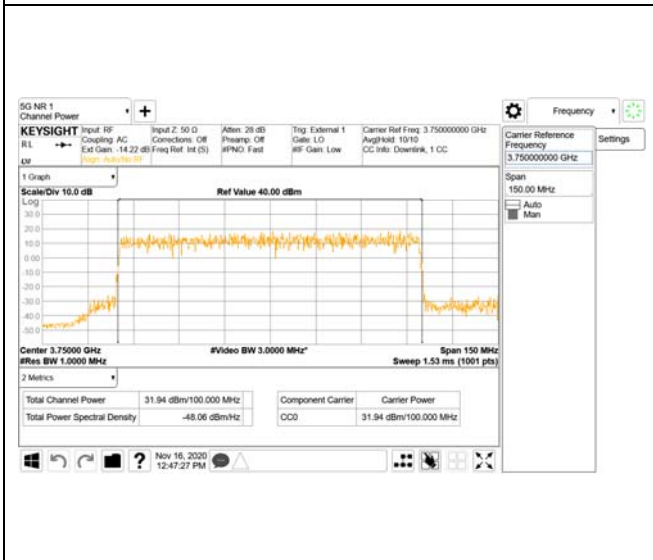 5G NR 1
Channel Power
+
Frequency
KEYSIGHT Input: RF Input Z: 50 Ω Atten: 28 dB Trig: External 1 Carrier Ref Freq: 3.750000000 GHz
RL Coupling: AC Corrections: Off Preamp: Off Gate: LO Avg|Hold: 10/10
Ext Gain: -14.22 dB Freq Ref: Int (S) #PNO: Fast #IF Gain: Low CC Info: Downlink, 1 CC
LXI Align: Auto/No RF
Carrier Reference
Frequency
3.750000000 GHz
Settings
Span
150.00 MHz
Auto
Man
1 Graph
Scale/Div 10.0 dB Ref Value 40.00 dBm
Log
30.0
20.0
10.0
0.00
-10.0
-20.0
-30.0
-40.0
-50.0
Center 3.75000 GHz #Video BW 3.0000 MHz* Span 150 MHz
#Res BW 1.0000 MHz Sweep 1.53 ms (1001 pts)
2 Metrics
Total Channel Power 31.94 dBm/100.000 MHz Component Carrier Carrier Power
Total Power Spectral Density -48.06 dBm/Hz CC0 31.94 dBm/100.000 MHz
? Nov 16, 2020
12:47:27 PM